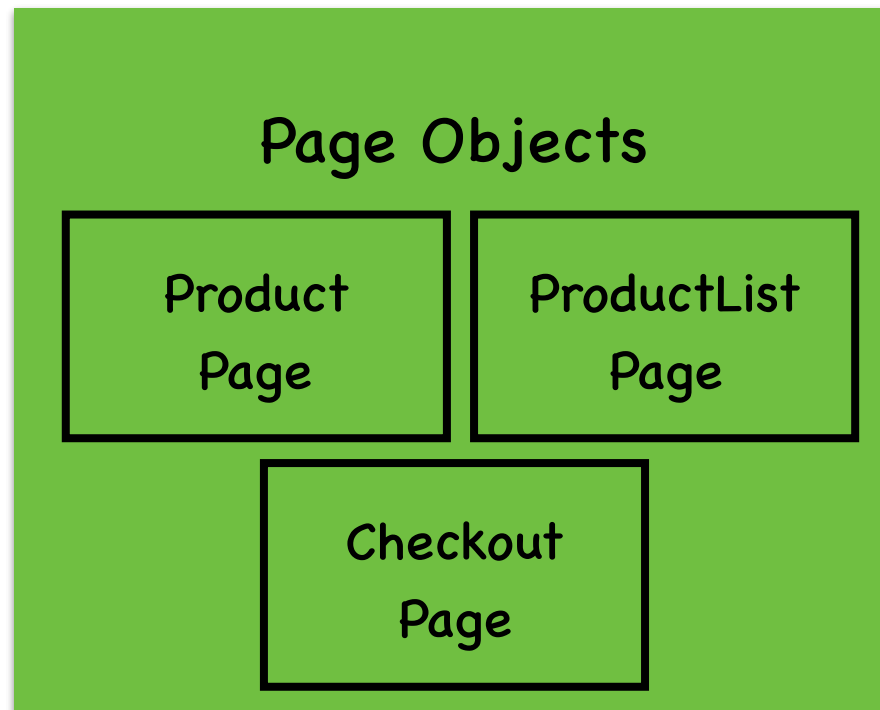 Page Objects
Product
Page
ProductList
Page
Checkout
Page